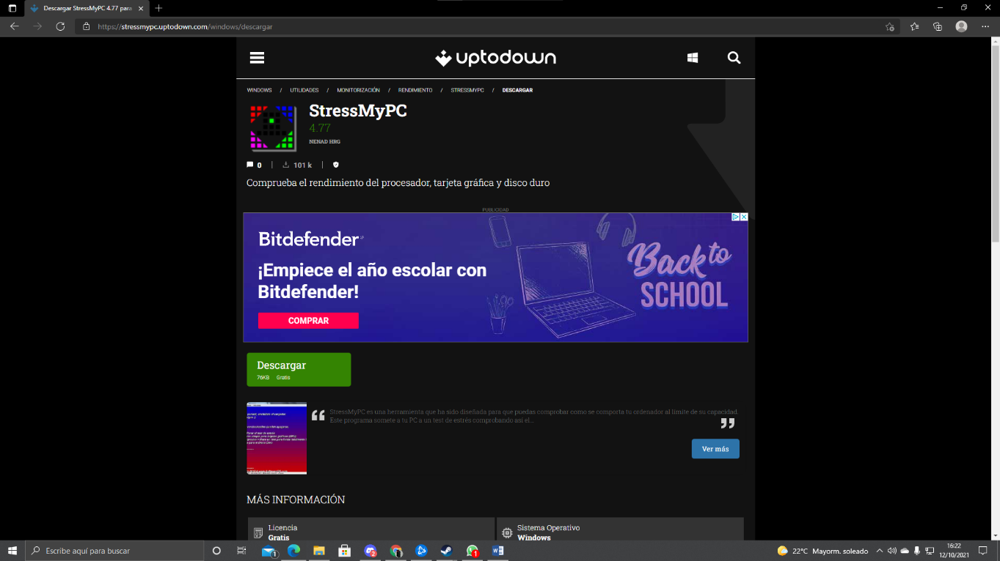 Descargar StressMyPC 4.77 para
https://stressmypc.uptodown.com/windows/descargar
uptodown
WINDOWS / UTILIDADES / MONITORIZACIÓN / RENDIMIENTO / STRESSMYPC / DESCARGAR
StressMyPC
4.77
NENAD HRG
0 | 101 k |
Comprueba el rendimiento del procesador, tarjeta gráfica y disco duro
PUBLICIDAD
Bitdefender
¡Empiece el año escolar con
Bitdefender!
COMPRAR
Back to
SCHOOL
Descargar
76KB Gratis
StressMyPC es una herramienta que ha sido diseñada para que puedas comprobar como se comporta tu ordenador al límite de su capacidad.
Este programa somete a tu PC a un test de estrés comprobando así el...
Ver más
MÁS INFORMACIÓN
Licencia
Gratis
Sistema Operativo
Windows
Escribe aquí para buscar
1
2
1
22°C Mayorm. soleado
16:22
12/10/2021